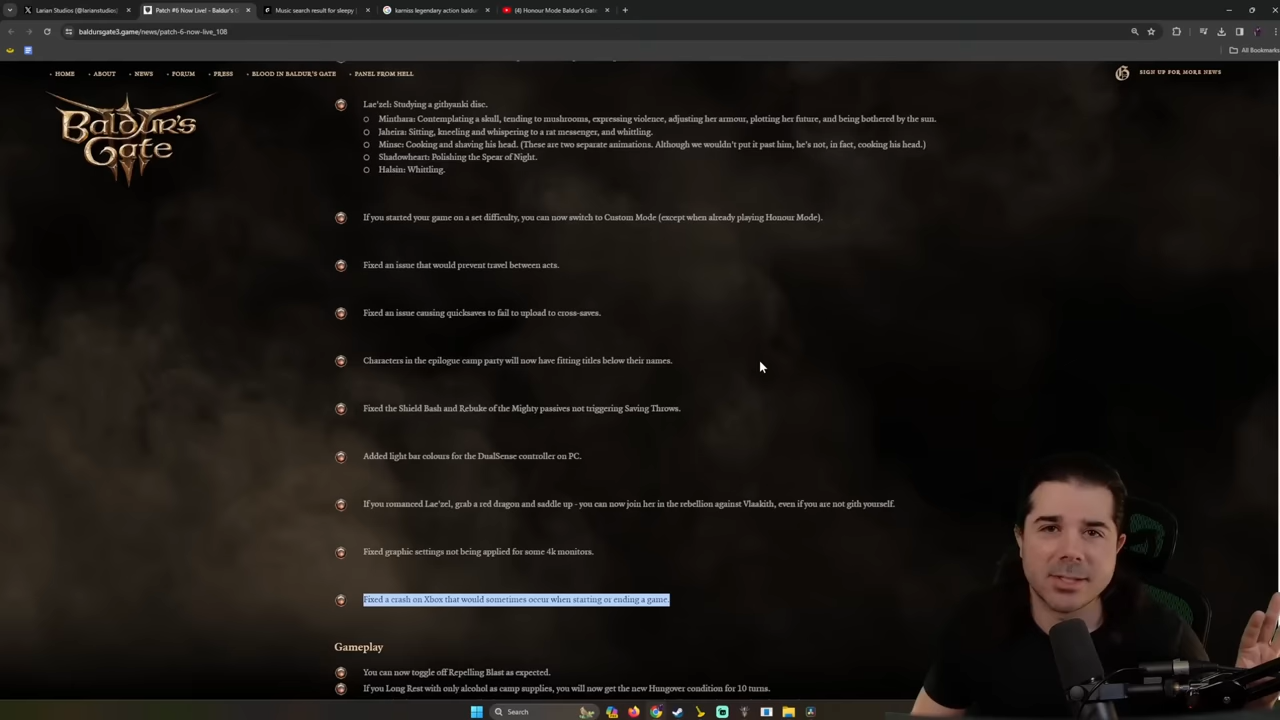 Larian Studios (@larianstudios)
Patch #6 Now Live! - Baldur's G
Music search result for sleepy
karniss legendary action baldur
(4) Honour Mode Baldur's Gate
baldursgate3.game/news/patch-6-now-live_108
All Bookmarks
HOME
ABOUT
NEWS
FORUM
PRESS
BLOOD IN BALDUR'S GATE
PANEL FROM HELL
SIGN UP FOR MORE NEWS
BALDUR'S
GATE
Lae'zel: Studying a githyanki disc.
Minthara: Contemplating a skull, tending to mushrooms, expressing violence, adjusting her armour, plotting her future, and being bothered by the sun.
Jaheira: Sitting, kneeling and whispering to a rat messenger, and whittling.
Minsc: Cooking and shaving his head. (These are two separate animations. Although we wouldn't put it past him, he's not, in fact, cooking his head.)
Shadowheart: Polishing the Spear of Night.
Halsin: Whittling.
If you started your game on a set difficulty, you can now switch to Custom Mode (except when already playing Honour Mode).
Fixed an issue that would prevent travel between acts.
Fixed an issue causing quicksaves to fail to upload to cross-saves.
Characters in the epilogue camp party will now have fitting titles below their names.
Fixed the Shield Bash and Rebuke of the Mighty passives not triggering Saving Throws.
Added light bar colours for the DualSense controller on PC.
If you romanced Lae'zel, grab a red dragon and saddle up - you can now join her in the rebellion against Vlaakith, even if you are not gith yourself.
Fixed graphic settings not being applied for some 4k monitors.
Fixed a crash on Xbox that would sometimes occur when starting or ending a game.
Gameplay
You can now toggle off Repelling Blast as expected.
If you Long Rest with only alcohol as camp supplies, you will now get the new Hungover condition for 10 turns.
Search